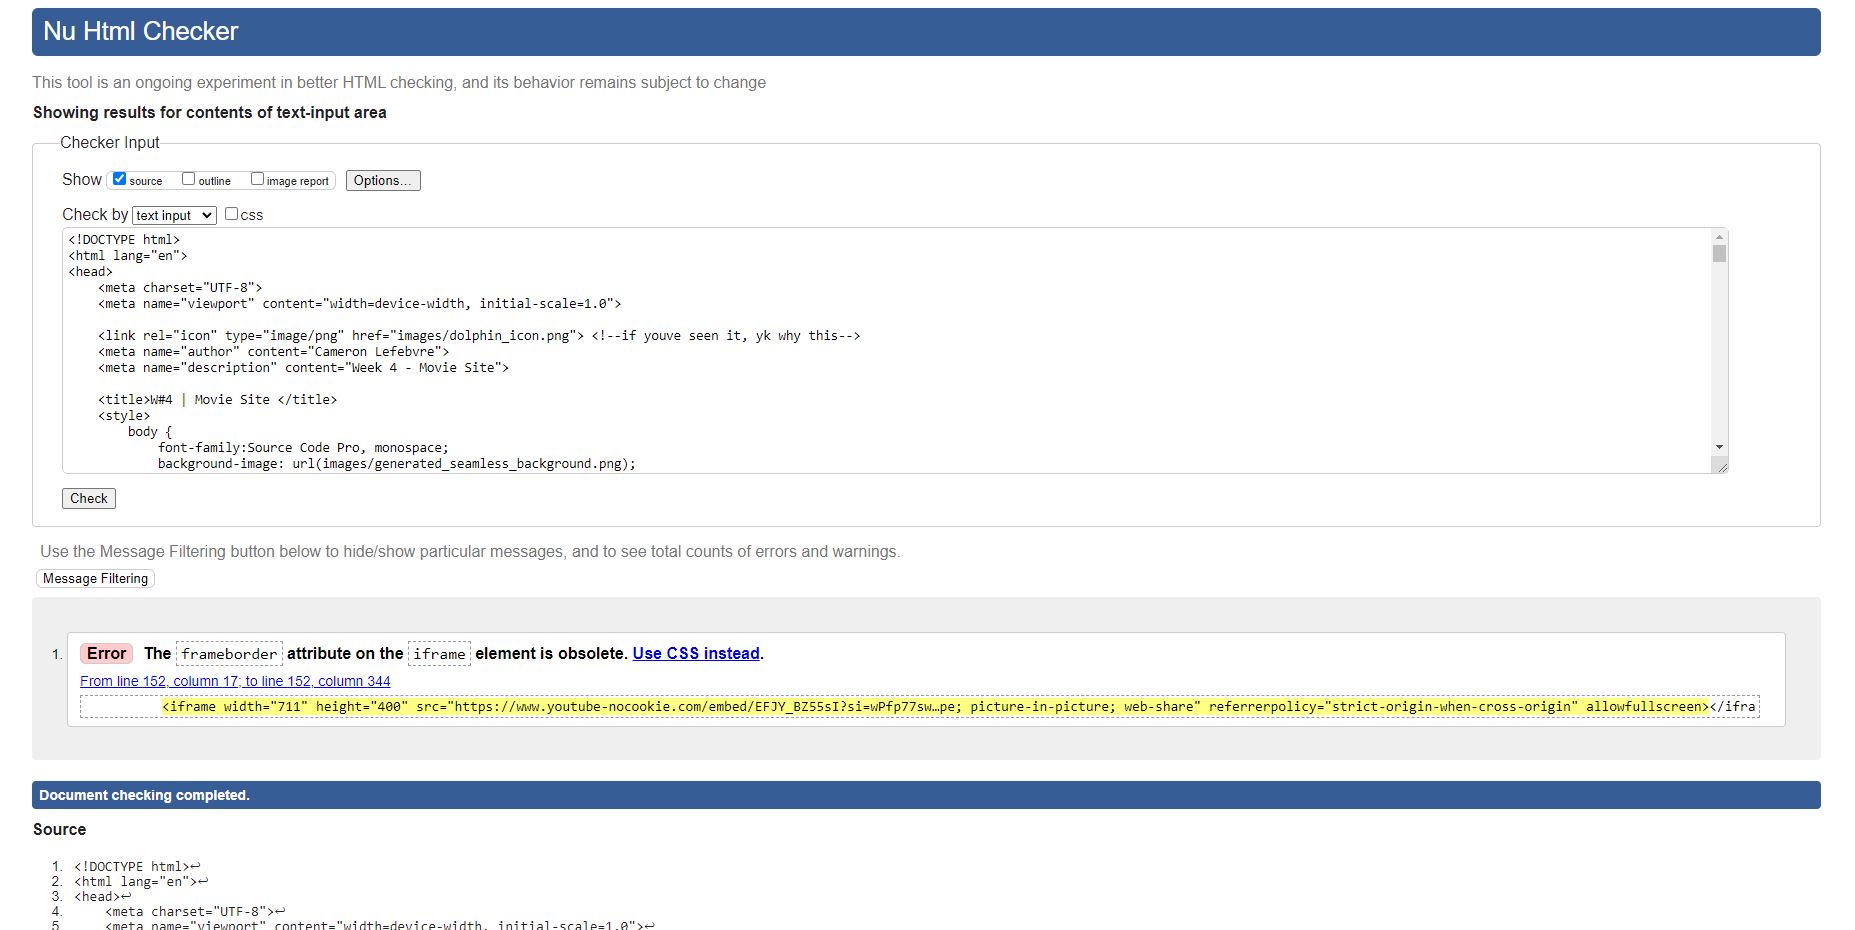 Nu Html Checker
This tool is an ongoing experiment in better HTML checking, and its behavior remains subject to change
Showing results for contents of text-input area
Checker Input
Show source outline image report Options...
Check by text input css
<!DOCTYPE html>
<html lang="en">
<head>
    <meta charset="UTF-8">
    <meta name="viewport" content="width=device-width, initial-scale=1.0">
    <link rel="icon" type="image/png" href="images/dolphin_icon.png"> <!--if youve seen it, yk why this-->
    <meta name="author" content="Cameron Lefebvre">
    <meta name="description" content="Week 4 - Movie Site">
    <title>W#4 | Movie Site </title>
    <style>
        body {
            font-family:Source Code Pro, monospace;
            background-image: url(images/generated_seamless_background.png);
Check
Use the Message Filtering button below to hide/show particular messages, and to see total counts of errors and warnings.
Message Filtering
1. Error The frameborder attribute on the iframe element is obsolete. Use CSS instead.
From line 152, column 17; to line 152, column 344
<iframe width="711" height="400" src="https://www.youtube-nocookie.com/embed/EFJY_BZ55sI?si=wPfp77sw…pe; picture-in-picture; web-share" referrerpolicy="strict-origin-when-cross-origin" allowfullscreen></ifra
Document checking completed.
Source
1. <!DOCTYPE html>↩
2. <html lang="en">↩
3. <head>↩
4.     <meta charset="UTF-8">↩
5.     <meta name="viewport" content="width=device-width, initial-scale=1.0">↩